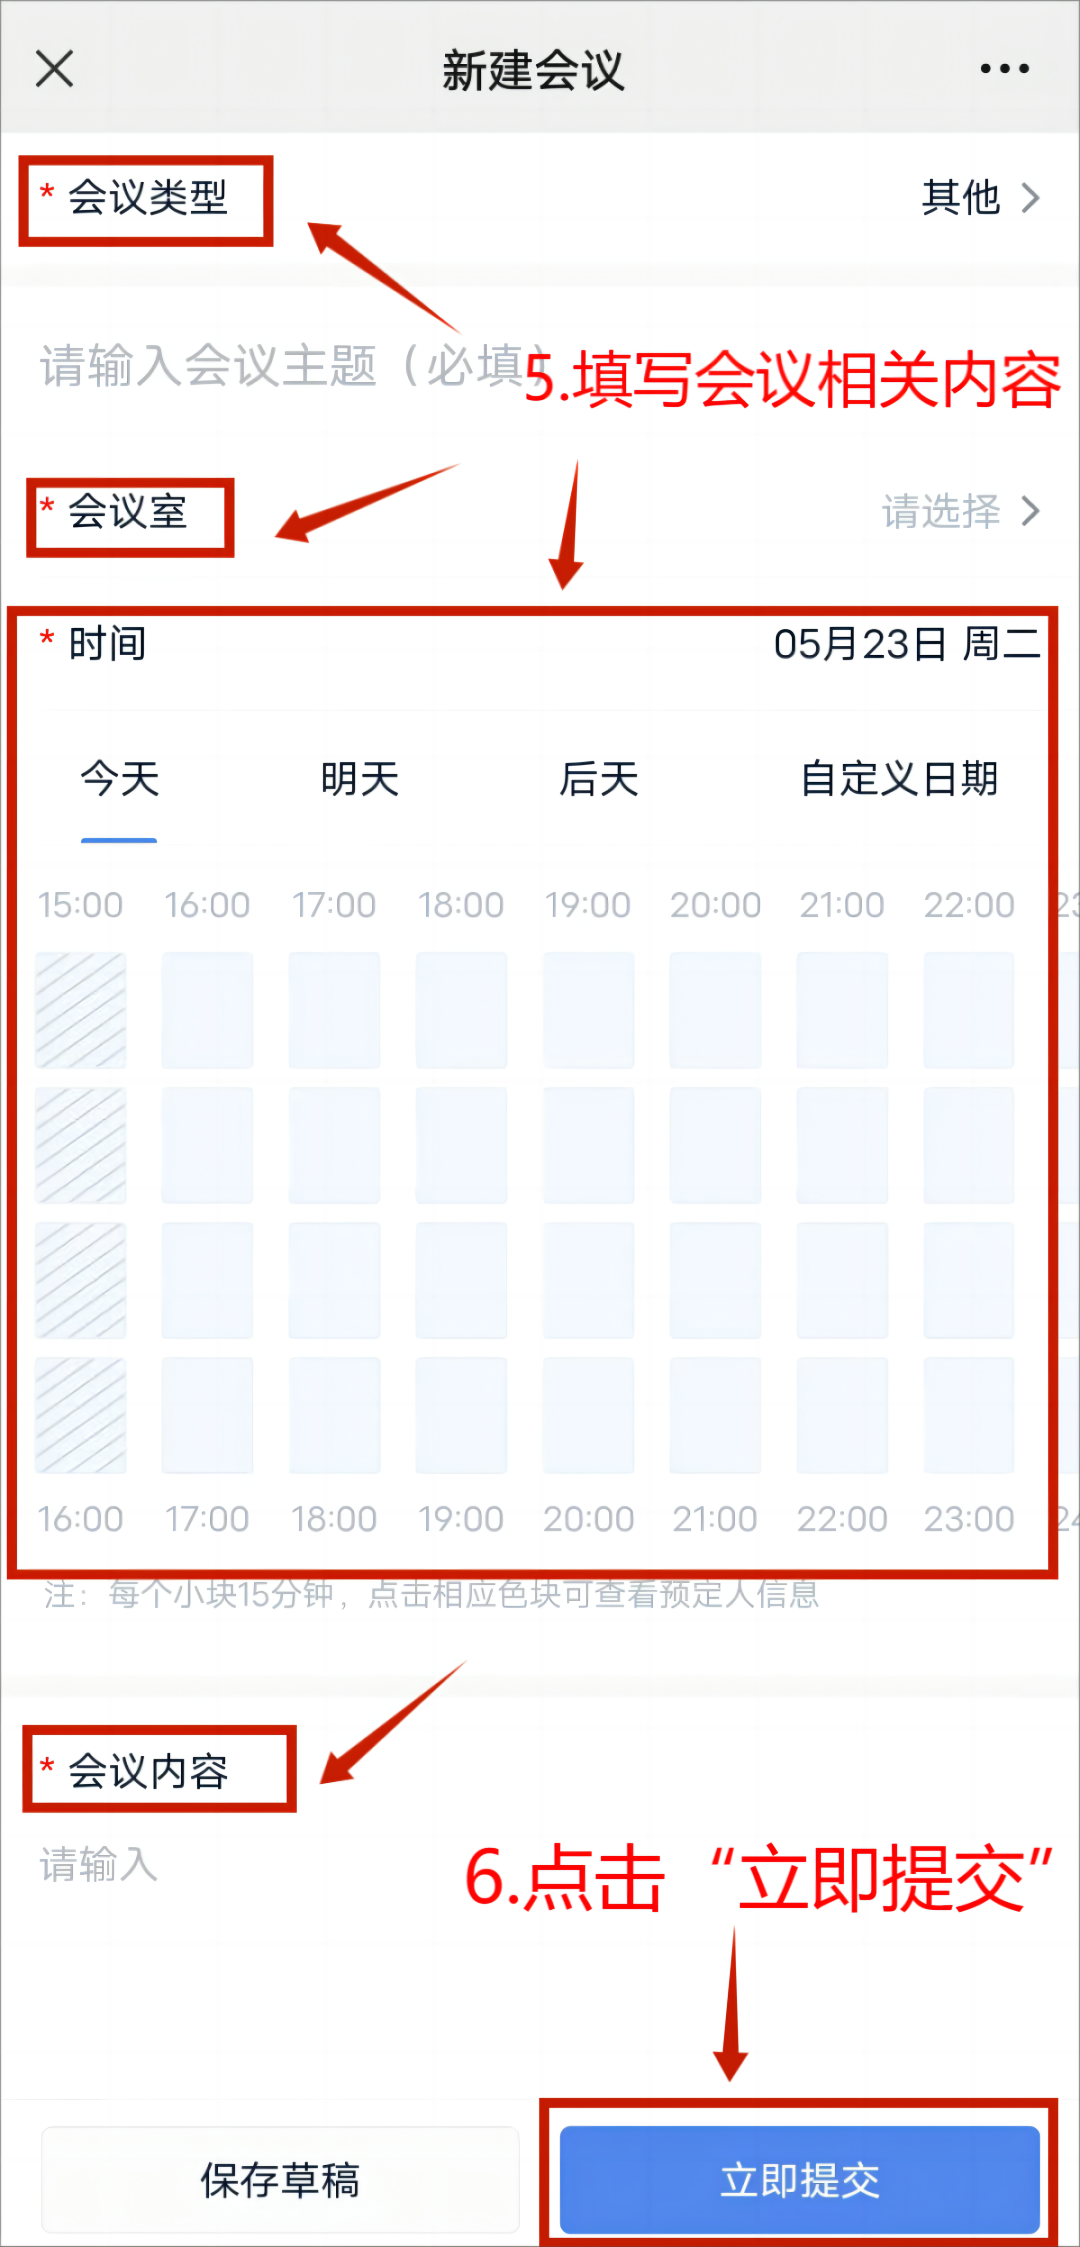 新建会议
* 会议类型
其他
请输入会议主题（必填）
5.填写会议相关内容
* 会议室
请选择
* 时间
05月23日 周二
今天 明天 后天 自定义日期
15:00 16:00 17:00 18:00 19:00 20:00 21:00 22:00 23
16:00 17:00 18:00 19:00 20:00 21:00 22:00 23:00 24
注：每个小块15分钟，点击相应色块可查看预定人信息
* 会议内容
请输入
6.点击“立即提交”
保存草稿
立即提交